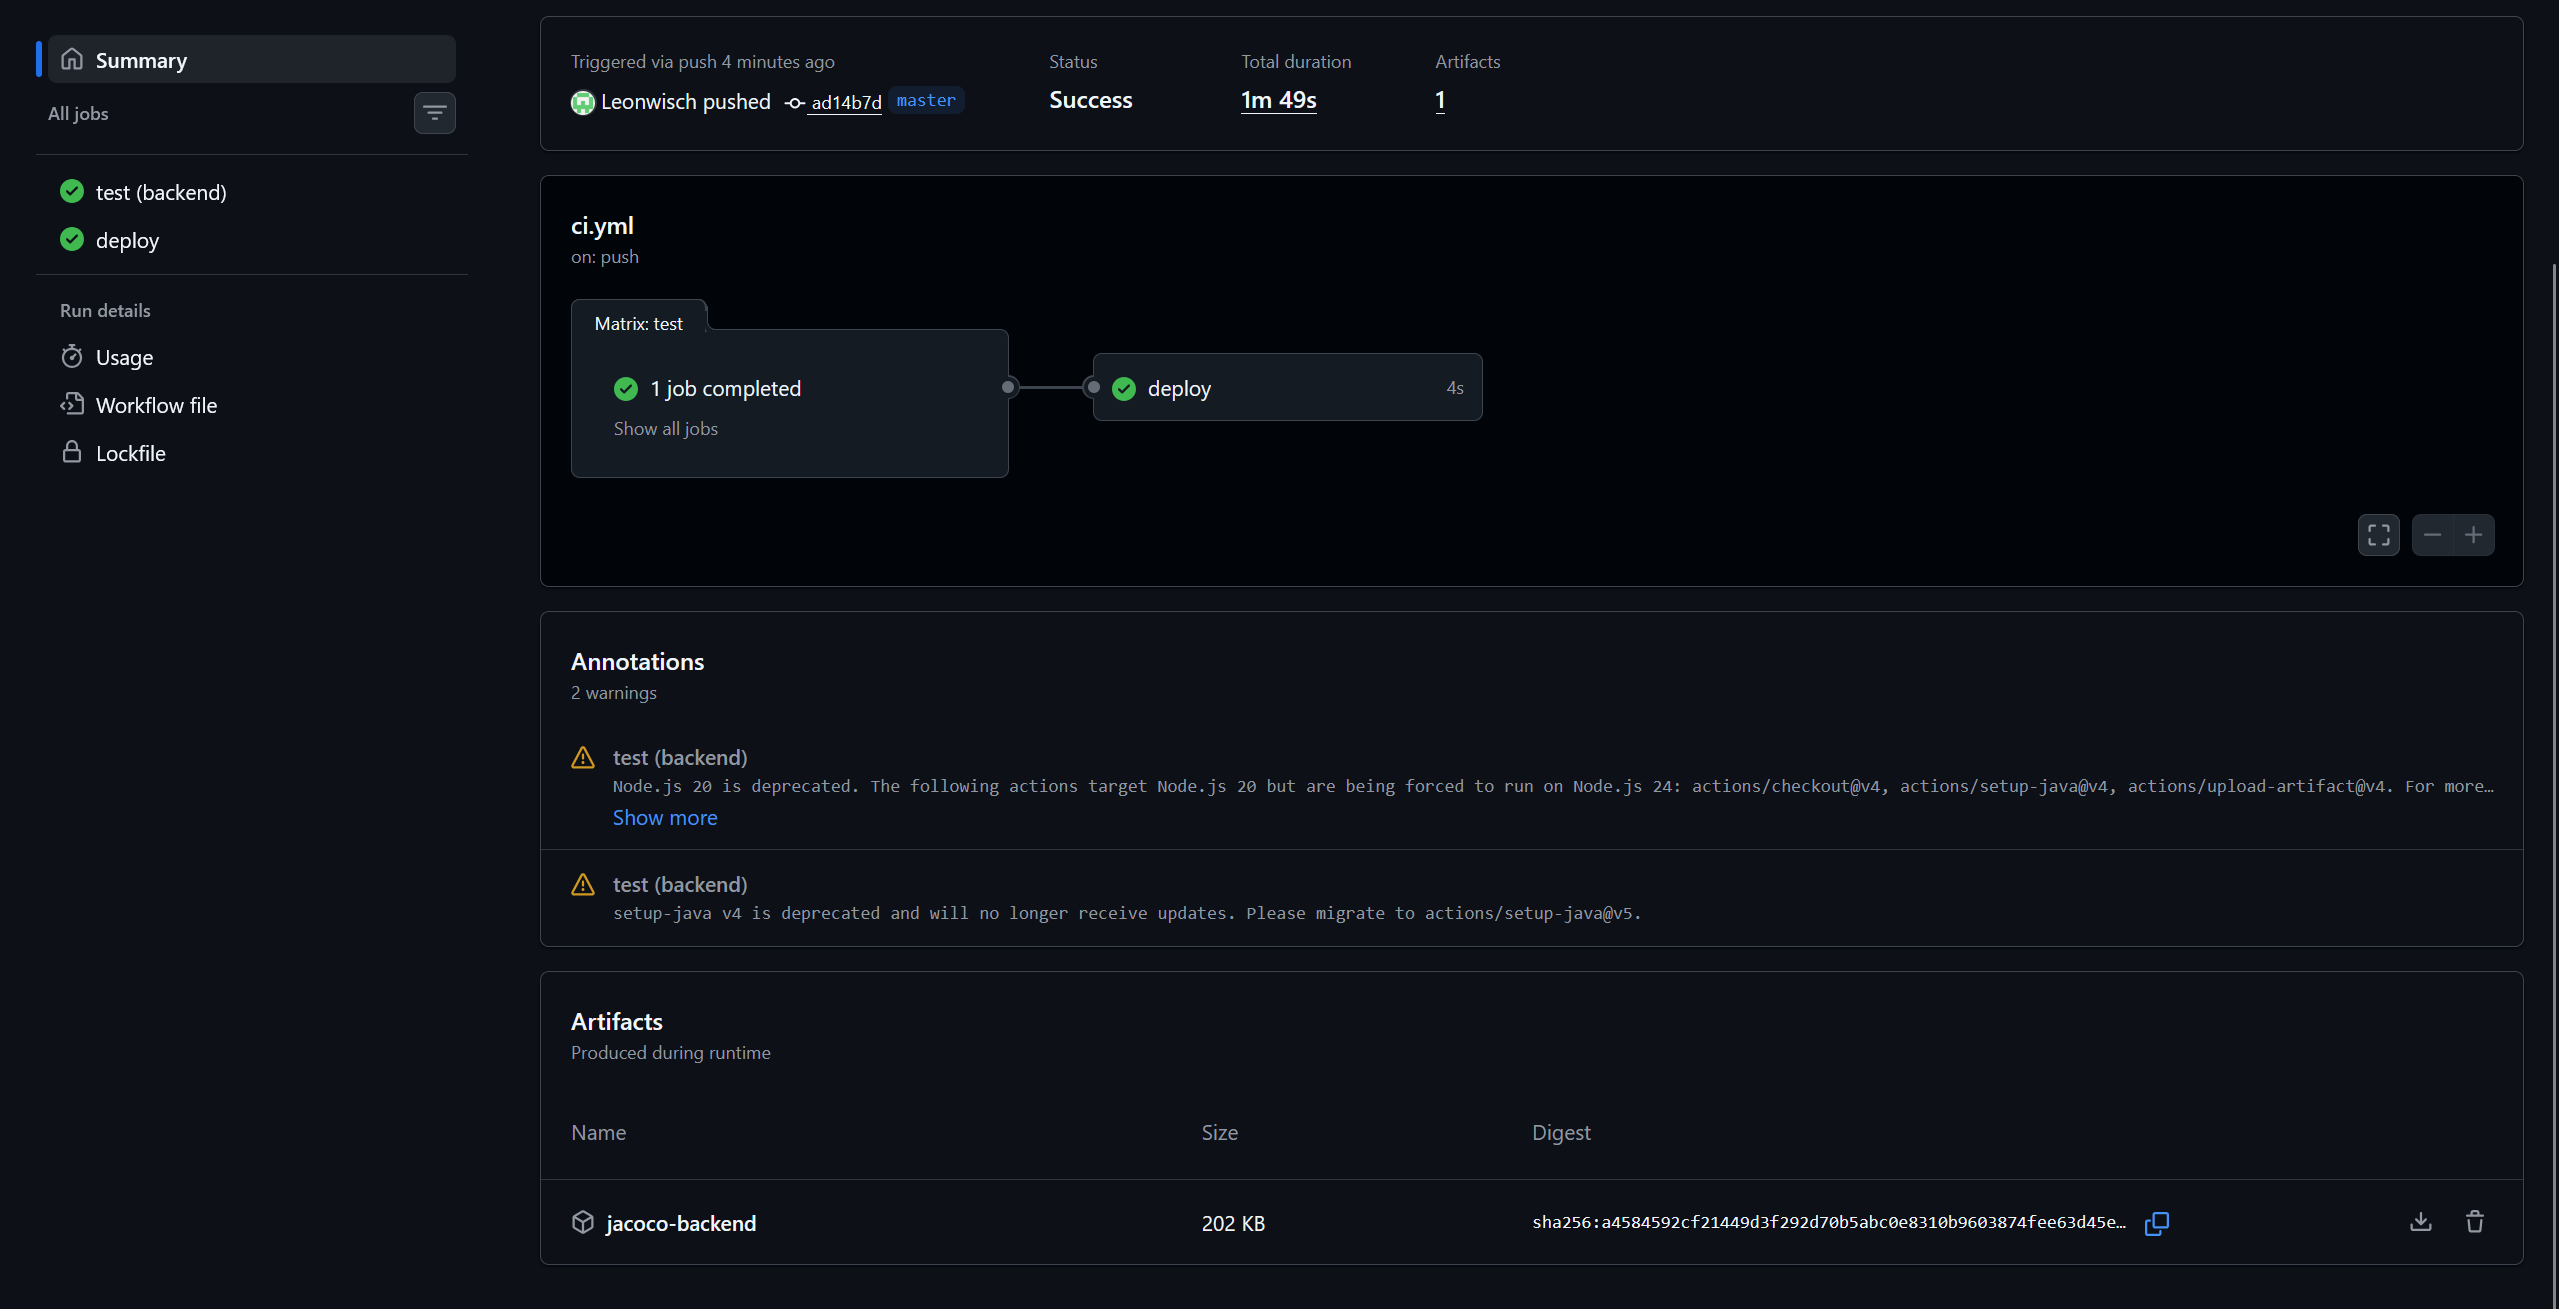 Summary
All jobs
test (backend)
deploy
Run details
Usage
Workflow file
Lockfile
Triggered via push 4 minutes ago
Leonwisch pushed ad14b7d master
Status
Success
Total duration
1m 49s
Artifacts
1
ci.yml
on: push
Matrix: test
1 job completed
Show all jobs
deploy 4s
Annotations
2 warnings
test (backend)
Node.js 20 is deprecated. The following actions target Node.js 20 but are being forced to run on Node.js 24: actions/checkout@v4, actions/setup-java@v4, actions/upload-artifact@v4. For more…
Show more
test (backend)
setup-java v4 is deprecated and will no longer receive updates. Please migrate to actions/setup-java@v5.
Artifacts
Produced during runtime
Name Size Digest
jacoco-backend 202 KB sha256:a4584592cf21449d3f292d70b5abc0e8310b9603874fee63d45e…